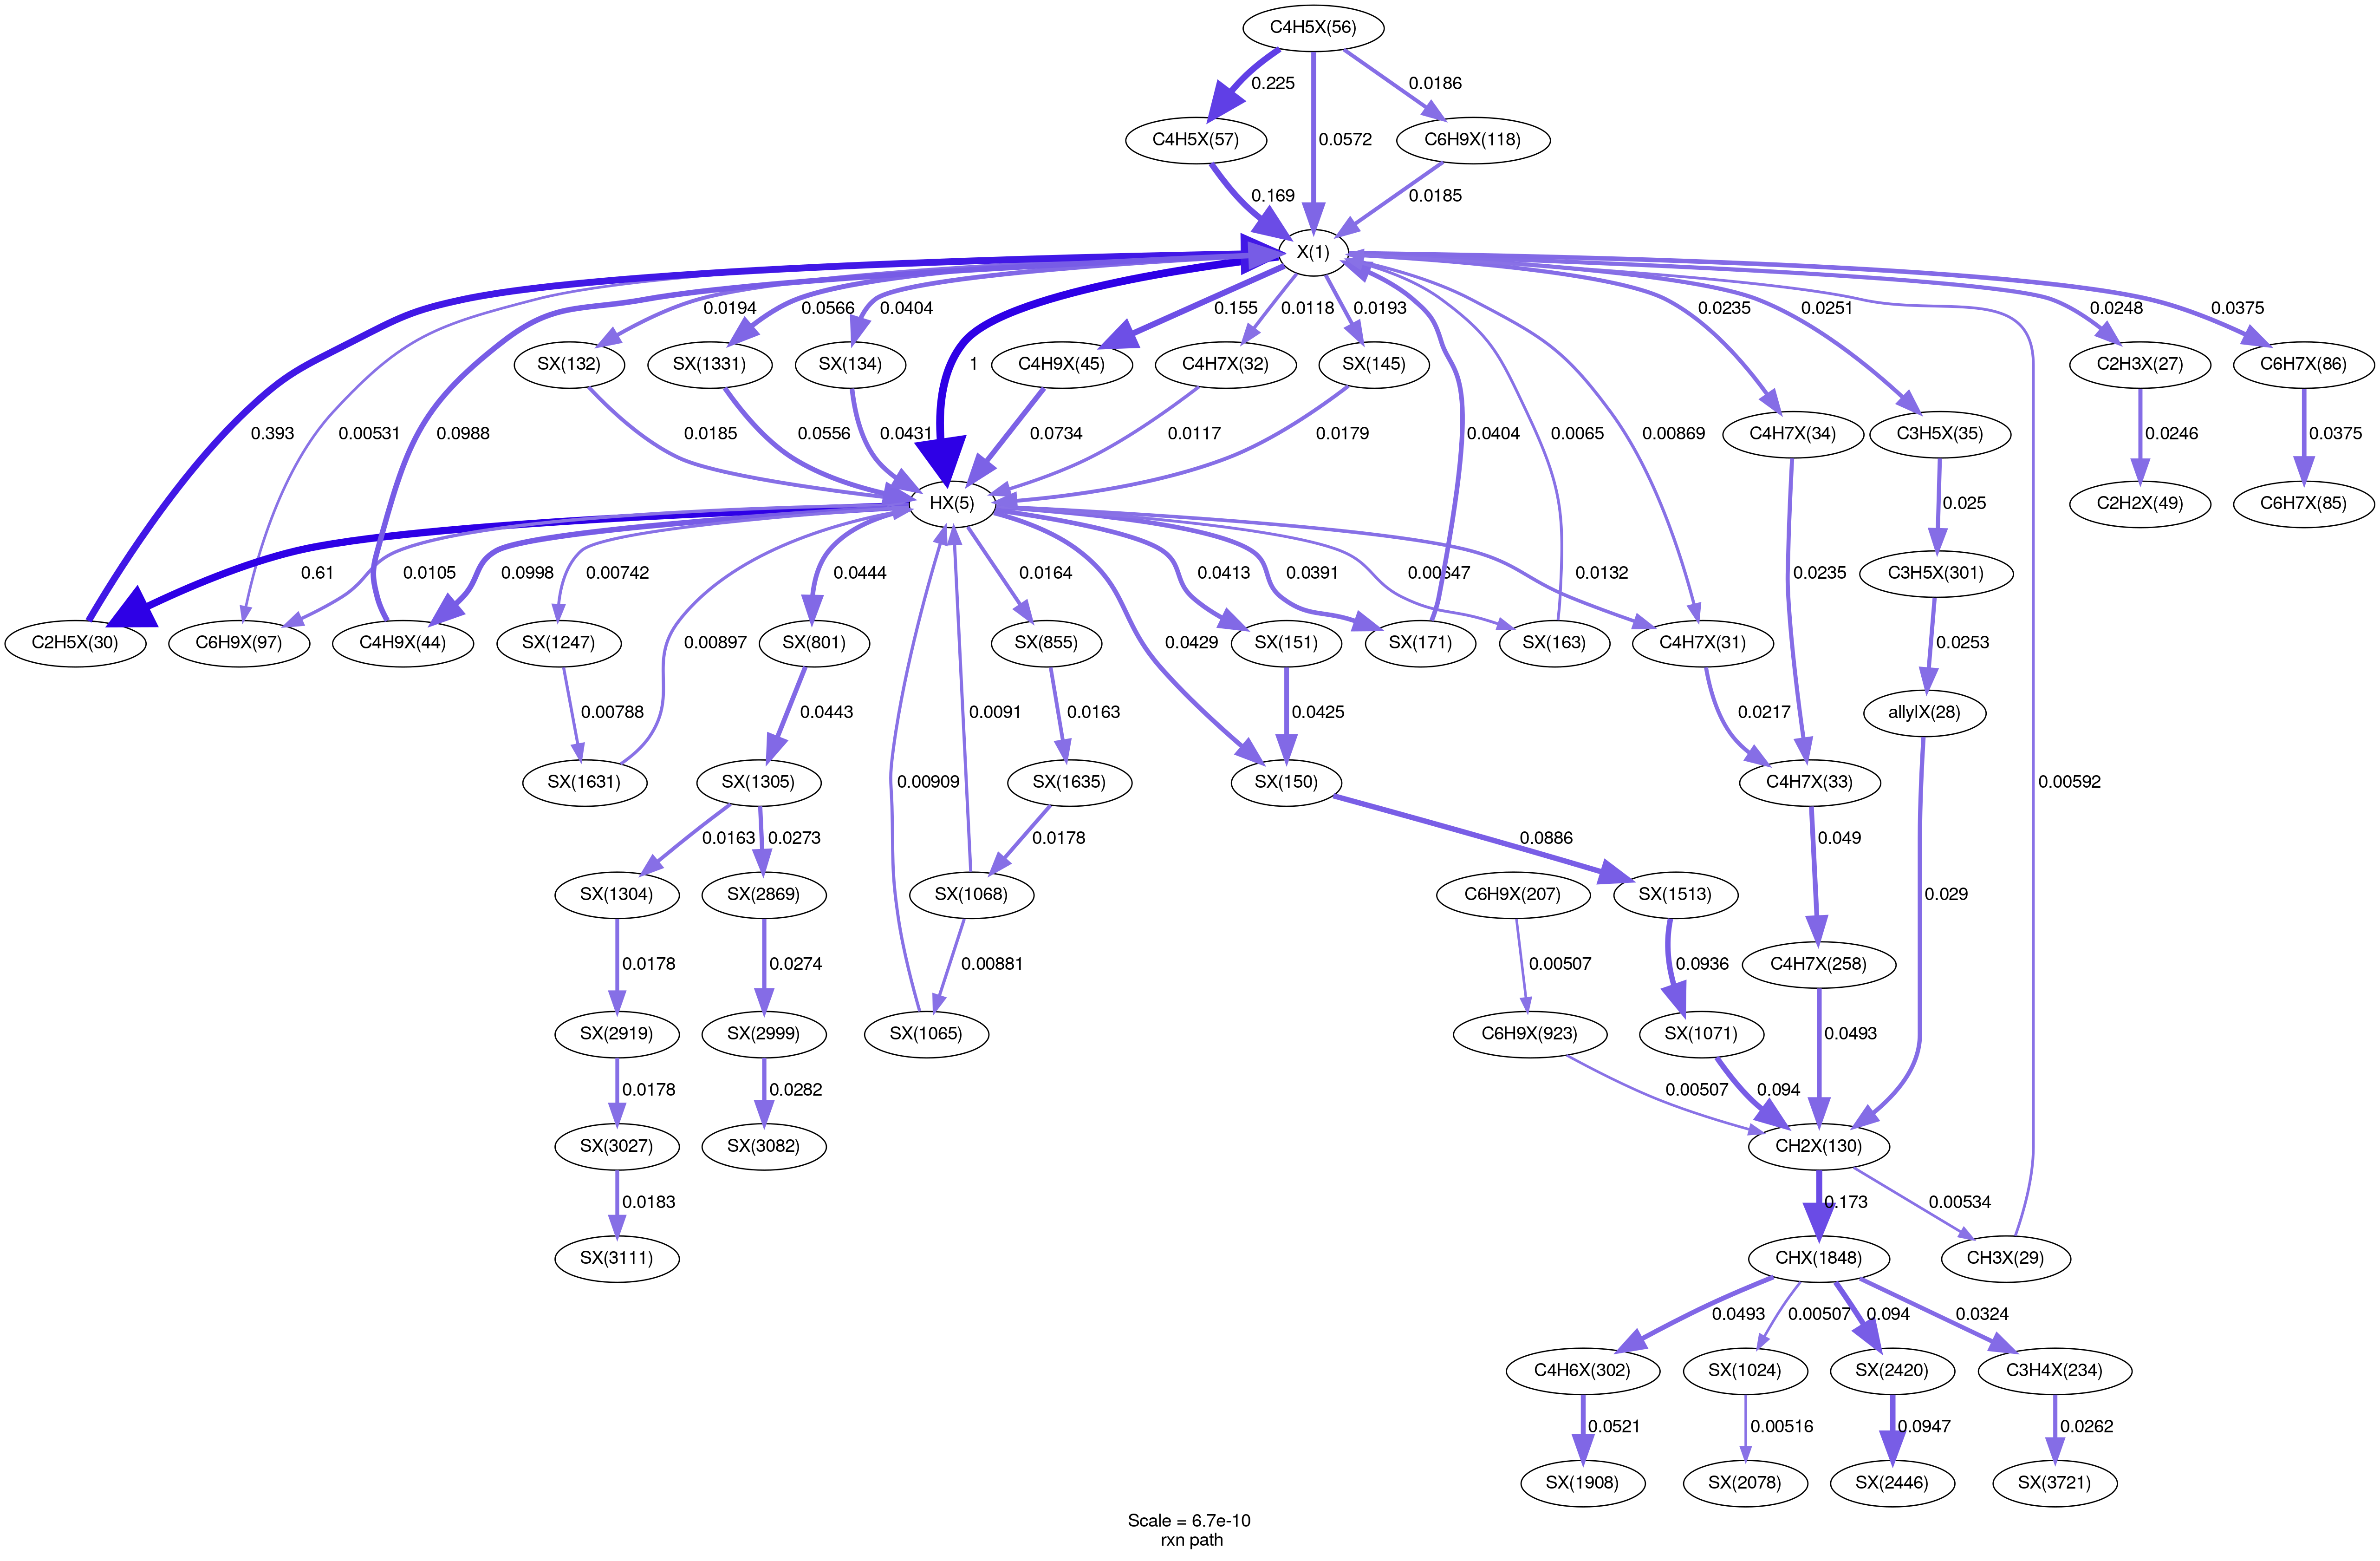 C4H5X(56)
0.225
0.0186
C4H5X(57)
0.0572
C6H9X(118)
0.169
0.0185
X(1)
0.0194
0.0566
0.0404
0.155
0.0118
0.0193
0.0235
0.0251
0.0248
0.0375
SX(132)
SX(1331)
SX(134)
1
C4H9X(45)
C4H7X(32)
SX(145)
C2H3X(27)
C6H7X(86)
0.393
0.00531
0.0988
0.0185
0.0556
0.0431
0.0734
0.0117
0.0179
0.0404
0.0065
0.00869
C4H7X(34)
C3H5X(35)
0.0246
0.0375
HX(5)
0.025
C2H2X(49)
C6H7X(85)
0.61
0.0105
0.0998
0.00742
0.0444
0.0164
0.0413
0.0391
0.00647
0.0132
C3H5X(301)
C2H5X(30)
C6H9X(97)
C4H9X(44)
SX(1247)
0.00897
SX(801)
SX(855)
0.0429
SX(151)
SX(171)
SX(163)
C4H7X(31)
0.0235
0.0253
0.00788
0.0443
0.0091
0.0163
0.0425
0.0217
allylX(28)
SX(1631)
SX(1305)
0.00909
SX(1635)
SX(150)
C4H7X(33)
0.00592
0.0163
0.0273
0.0178
0.0886
0.049
SX(1304)
SX(2869)
SX(1068)
C6H9X(207)
SX(1513)
0.029
0.0178
0.0274
0.00881
0.00507
0.0936
C4H7X(258)
SX(2919)
SX(2999)
SX(1065)
C6H9X(923)
SX(1071)
0.0493
0.0178
0.0282
0.00507
0.094
SX(3027)
SX(3082)
CH2X(130)
0.0183
0.173
0.00534
SX(3111)
CHX(1848)
CH3X(29)
0.0493
0.00507
0.094
0.0324
C4H6X(302)
SX(1024)
SX(2420)
C3H4X(234)
0.0521
0.00516
0.0947
0.0262
SX(1908)
SX(2078)
SX(2446)
SX(3721)
Scale = 6.7e-10
rxn path